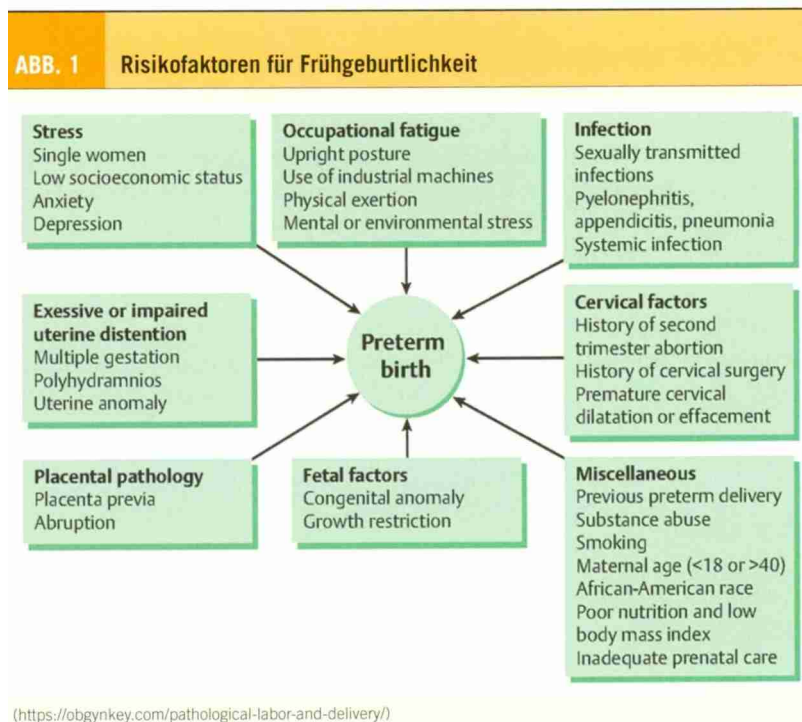 ABB. 1 Risikofaktoren für Frühgeburtlichkeit
Stress
Single women
Low socioeconomic status
Anxiety
Depression
Occupational fatigue
Upright posture
Use of industrial machines
Physical exertion
Mental or environmental stress
Infection
Sexually transmitted
infections
Pyelonephritis,
appendicitis, pneumonia
Systemic infection
Exessive or impaired
uterine distention
Multiple gestation
Polyhydramnios
Uterine anomaly
Preterm
birth
Cervical factors
History of second
trimester abortion
History of cervical surgery
Premature cervical
dilatation or effacement
Placental pathology
Placenta previa
Abruption
Fetal factors
Congenital anomaly
Growth restriction
Miscellaneous
Previous preterm delivery
Substance abuse
Smoking
Maternal age (<18 or >40)
African-American race
Poor nutrition and low
body mass index
Inadequate prenatal care
(https://obgynkey.com/pathological-labor-and-delivery/)